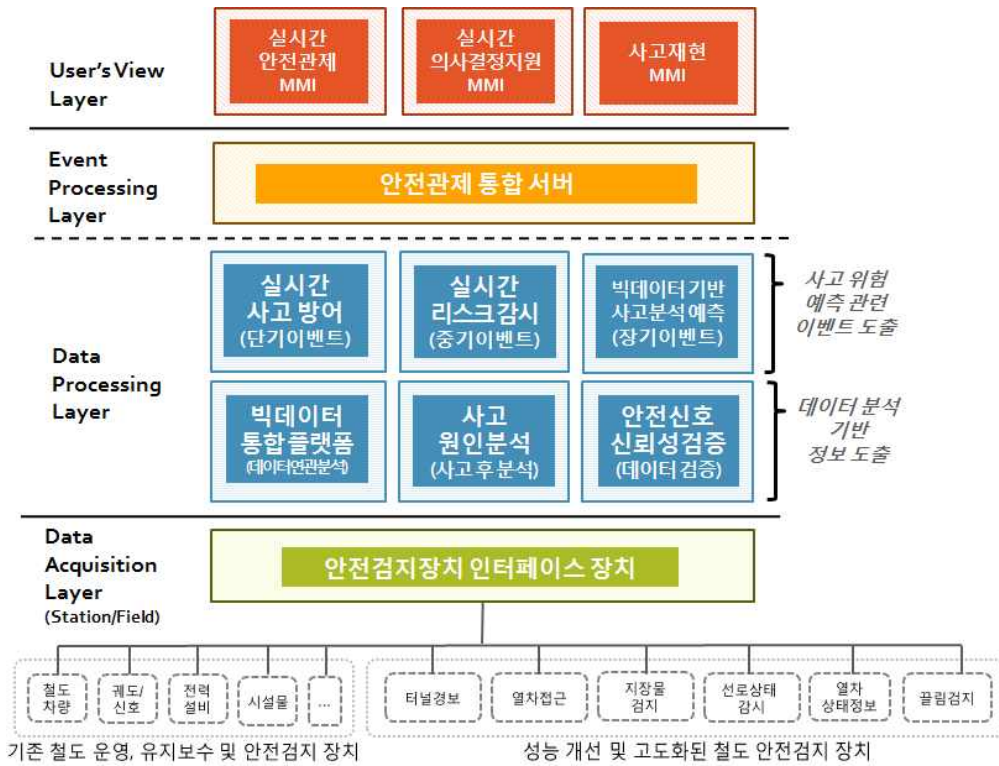 User's View
Layer
실시간
안전관제
MMI
실시간
의사결정지원
MMI
사고재현
MMI
Event
Processing
Layer
안전관제 통합 서버
Data
Processing
Layer
실시간
사고 방어
(단기이벤트)
실시간
리스크 감시
(중기이벤트)
빅데이터 기반
사고분석 예측
(장기이벤트)
사고 위험
예측 관련
이벤트 도출
빅데이터
통합 플랫폼
(데이터연관분석)
사고
원인분석
(사고 후 분석)
안전신호
신뢰성검증
(데이터 검증)
데이터 분석
기반
정보 도출
Data
Acquisition
Layer
(Station/Field)
안전검지장치 인터페이스 장치
철도
차량
궤도/
신호
전력
설비
시설물
...
터널경보
열차접근
지장물
검지
선로상태
감시
열차
상태정보
끌림검지
기존 철도 운영, 유지보수 및 안전검지 장치
성능 개선 및 고도화된 철도 안전검지 장치